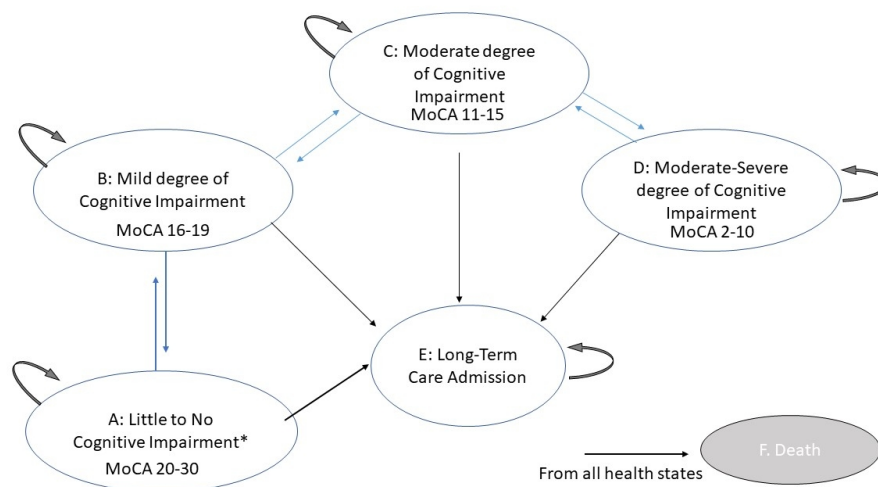 C: Moderate degree
of Cognitive
Impairment
MoCA 11-15
B: Mild degree of
Cognitive Impairment
MoCA 16-19
D: Moderate-Severe
degree of Cognitive
Impairment
MoCA 2-10
E: Long-Term
Care Admission
A: Little to No
Cognitive Impairment*
MoCA 20-30
From all health states
F. Death